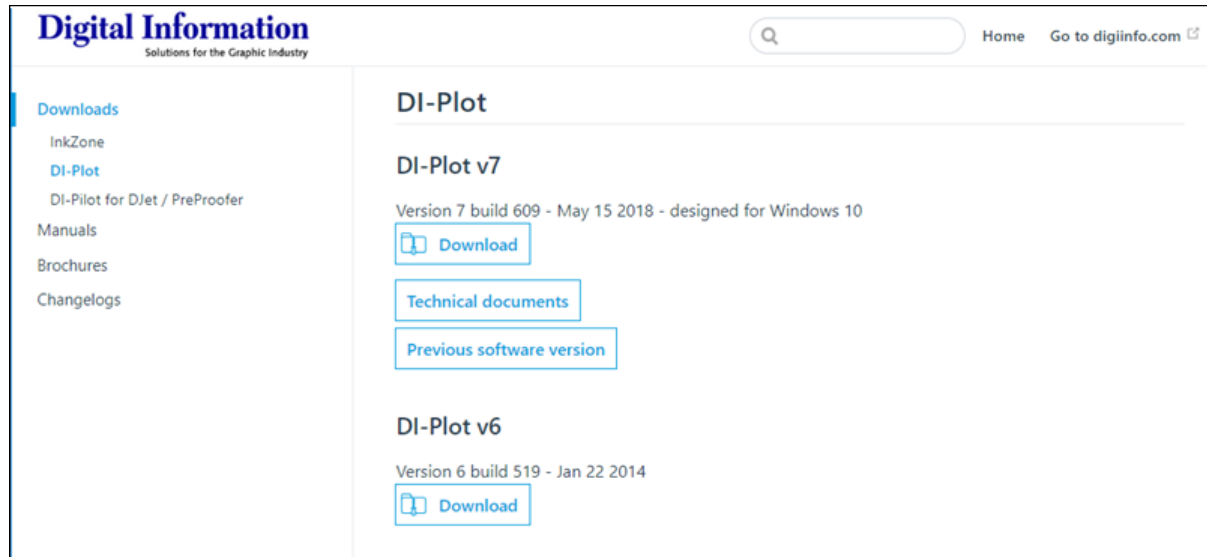 Digital Information
Solutions for the Graphic Industry
Home
Go to digiinfo.com
Downloads
InkZone
DI-Plot
DI-Pilot for DJet / PreProofer
Manuals
Brochures
Changelogs
DI-Plot
DI-Plot v7
Version 7 build 609 - May 15 2018 - designed for Windows 10
Download
Technical documents
Previous software version
DI-Plot v6
Version 6 build 519 - Jan 22 2014
Download